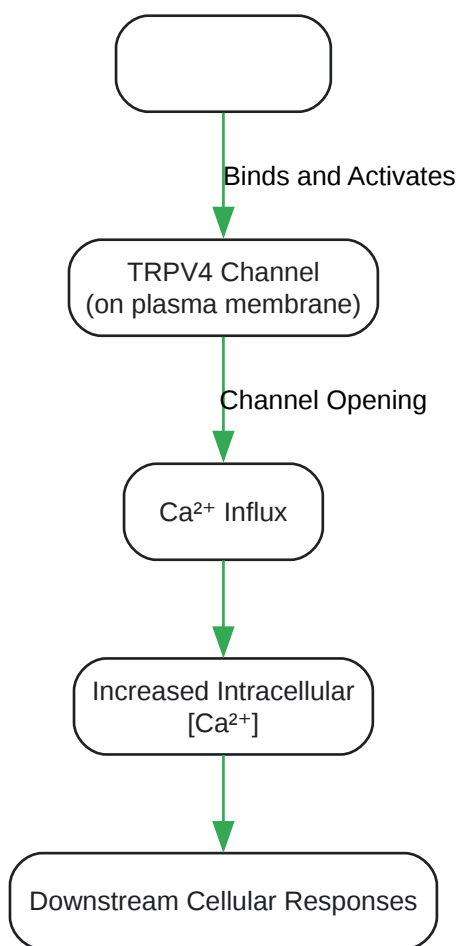 Binds and Activates
TRPV4 Channel
(on plasma membrane)
Channel Opening
Ca²⁺ Influx
Increased Intracellular
[Ca²⁺]
Downstream Cellular Responses